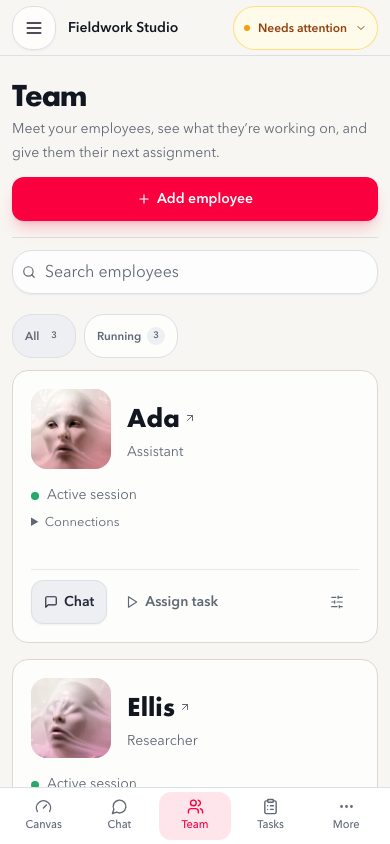 Fieldwork Studio
Needs attention
Team
Meet your employees, see what they’re working on, and
give them their next assignment.
Add employee
Search employees
All 3
Running 3
Ada
Assistant
Active session
Connections
Chat
Assign task
Ellis
Researcher
Active session
Canvas
Chat
Team
Tasks
More